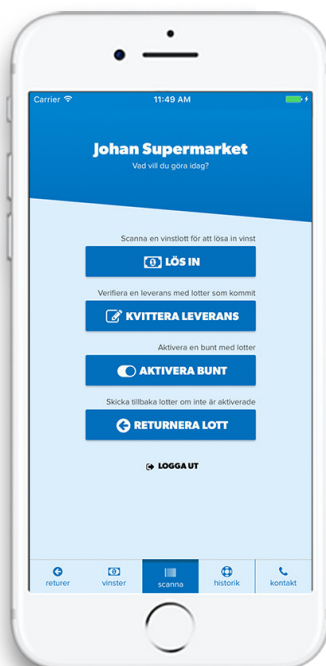 Carrier 11:49 AM
Johan Supermarket
Vad vill du göra idag?
Scanna en vinstlott för att lösa in vinst
LÖS IN
Verifiera en leverans med lotter som kommit
KVITTERA LEVERANS
Aktivera en bunt med lotter
AKTIVERA BUNT
Skicka tillbaka lotter om inte är aktiverade
RETURNERA LOTT
LOGGA UT
returer vinster scanna historik kontakt